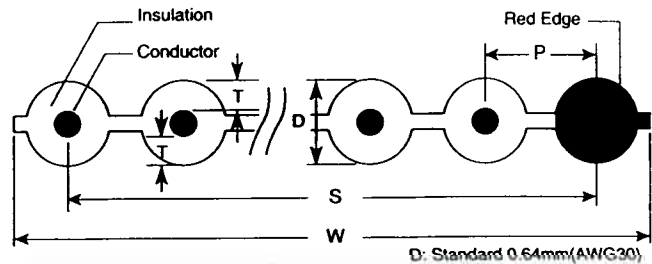 Insulation
Red Edge
Conductor
P
T
D
T
S
W
D: Standard 0.64mm(AWG30)